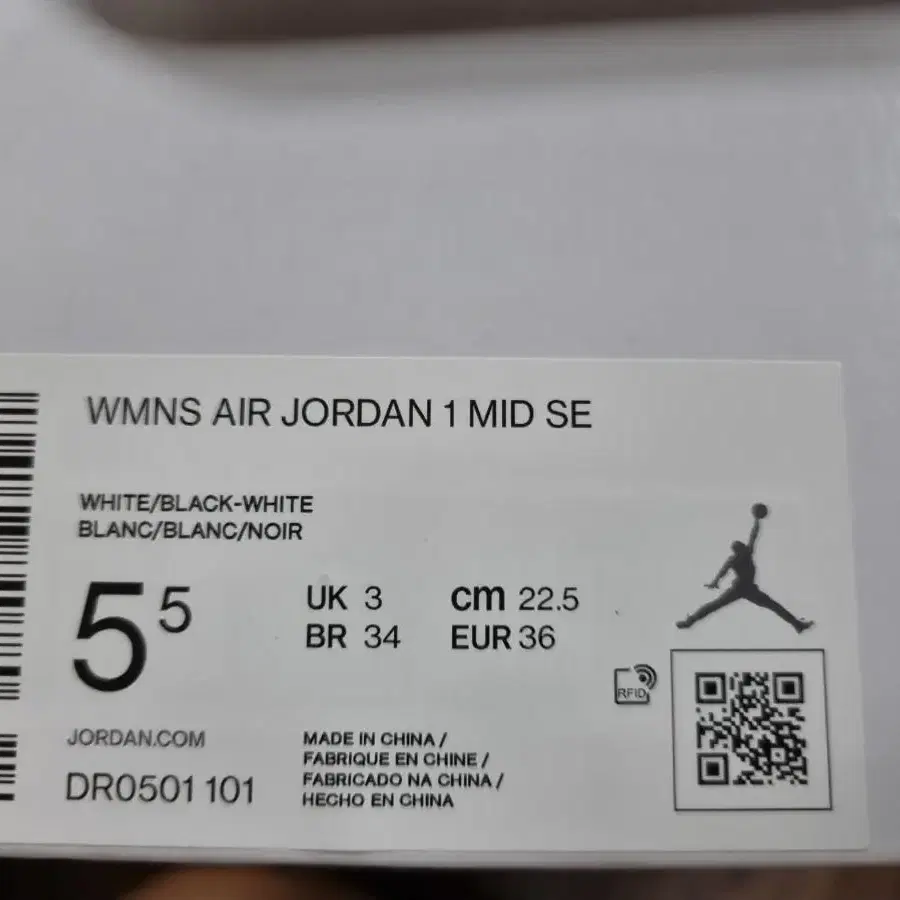 WMNS AIR JORDAN 1 MID SE
WHITE/BLACK-WHITE
BLANC/BLANC/NOIR
5 5
UK 3 cm 22.5
BR 34 EUR 36
RFID
JORDAN.COM
DR0501 101
MADE IN CHINA /
FABRIQUE EN CHINE /
FABRICADO NA CHINA /
HECHO EN CHINA